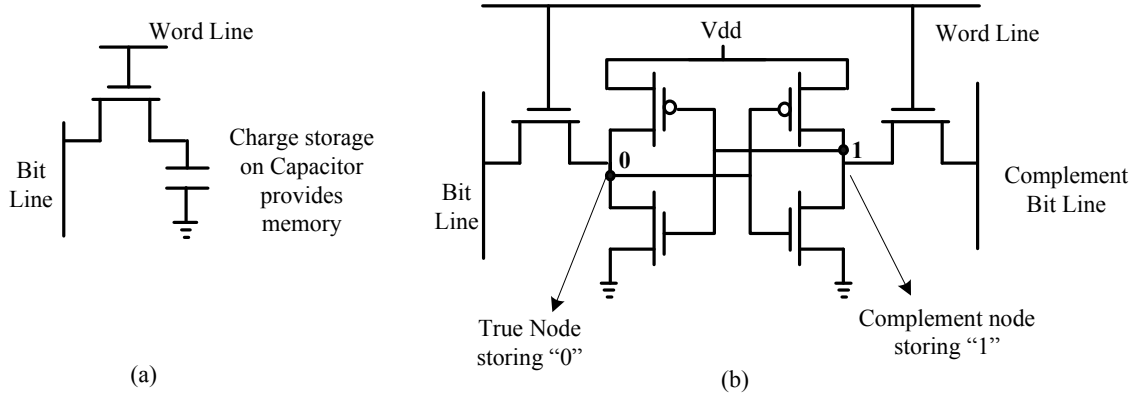 Word Line
Bit
Line
Charge storage
on Capacitor
provides
memory
(a)
Vdd
Word Line
0
1
Bit
Line
Complement
Bit Line
True Node
storing “0”
Complement node
storing “1”
(b)